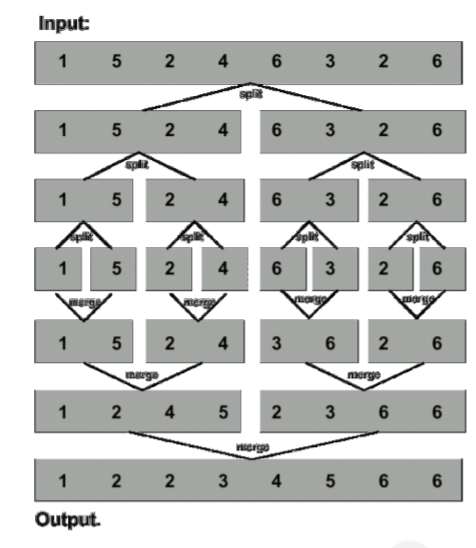 Input:
1 5 2 4 6 3 2 6
split
1 5 2 4 6 3 2 6
split split
1 5 2 4 6 3 2 6
split split split split
1 5 2 4 6 3 2 6
merge merge merge merge
1 5 2 4 3 6 2 6
merge merge
1 2 4 5 2 3 6 6
merge
1 2 2 3 4 5 6 6
Output.